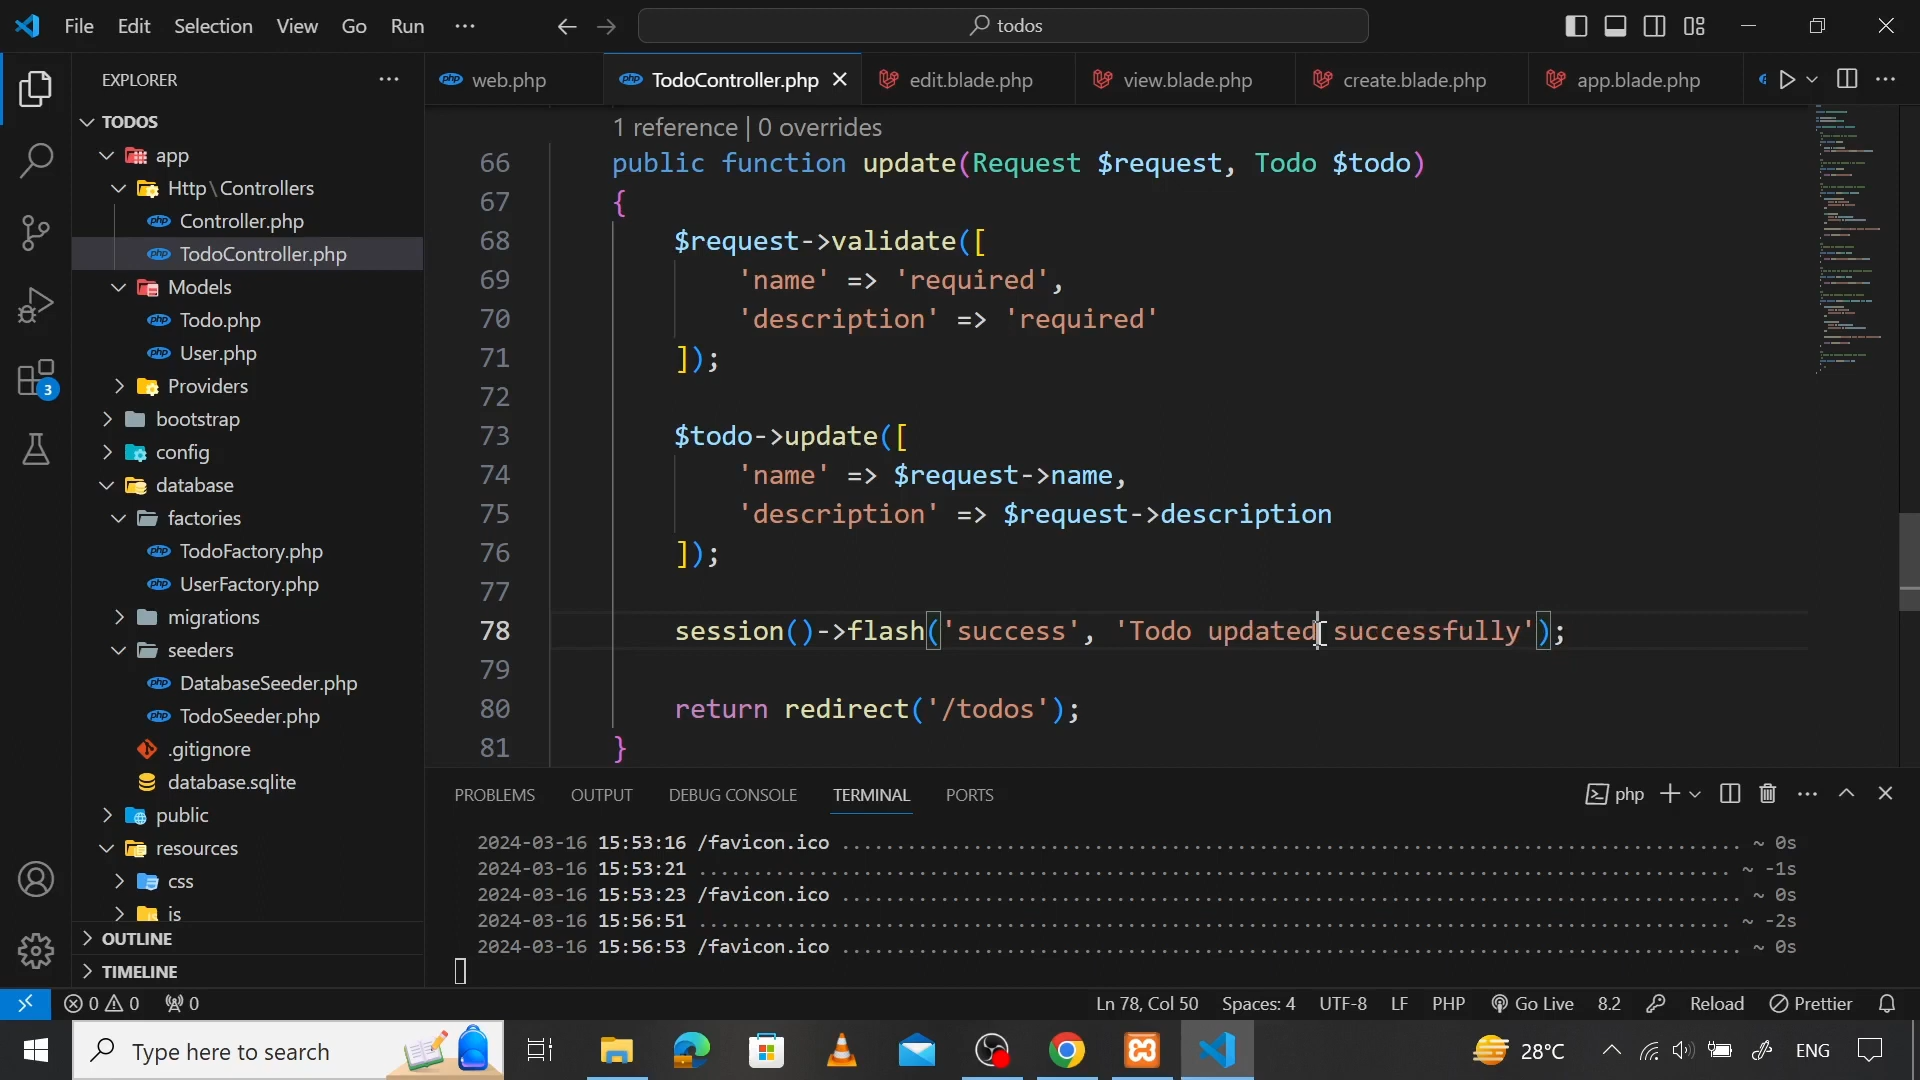 File Edit Selection View Go Run ···
todos
EXPLORER ···
web.php
TodoController.php
edit.blade.php
view.blade.php
create.blade.php
app.blade.php
TODOS
app
Http\Controllers
Controller.php
TodoController.php
Models
Todo.php
User.php
Providers
bootstrap
config
database
factories
TodoFactory.php
UserFactory.php
migrations
seeders
DatabaseSeeder.php
TodoSeeder.php
.gitignore
database.sqlite
public
resources
css
js
OUTLINE
TIMELINE
3
1 reference | 0 overrides
66 public function update(Request $request, Todo $todo)
67 {
68 $request->validate([
69 'name' => 'required',
70 'description' => 'required'
71 ]);
72
73 $todo->update([
74 'name' => $request->name,
75 'description' => $request->description
76 ]);
77
78 session()->flash('success', 'Todo updated successfully');
79
80 return redirect('/todos');
81 }
PROBLEMS OUTPUT DEBUG CONSOLE TERMINAL PORTS
php
2024-03-16 15:53:16 /favicon.ico ~ 0s
2024-03-16 15:53:21 ~ -1s
2024-03-16 15:53:23 /favicon.ico ~ 0s
2024-03-16 15:56:51 ~ -2s
2024-03-16 15:56:53 /favicon.ico ~ 0s
0 0 0
Ln 78, Col 50 Spaces: 4 UTF-8 LF PHP Go Live 8.2 Reload Prettier
Type here to search
28°C
ENG